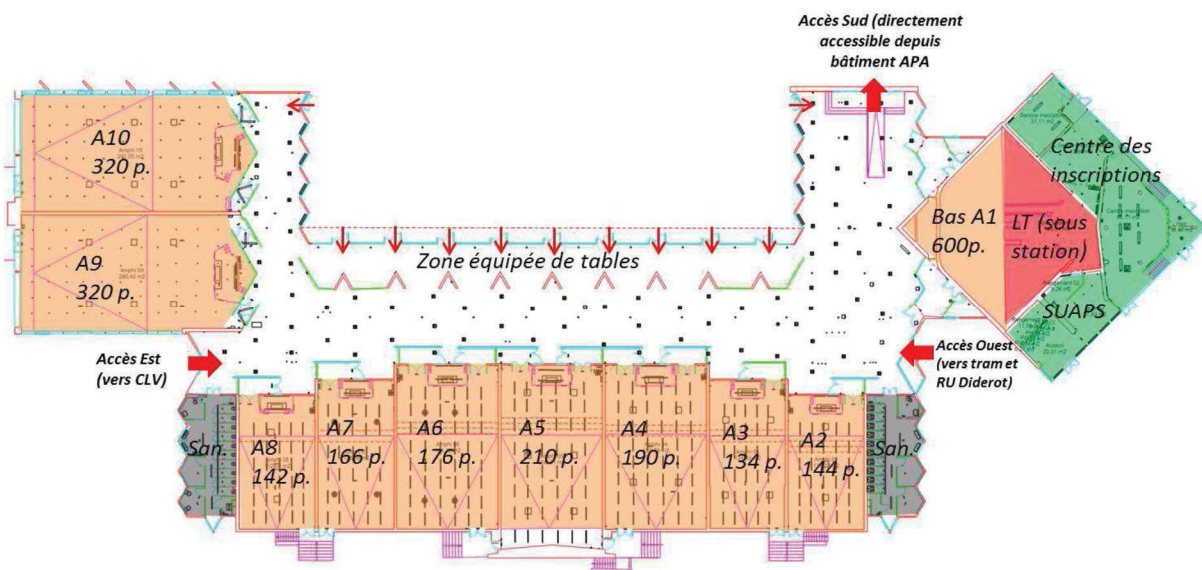 Accès Sud (directement
accessible depuis
bâtiment APA
A10
320 p.
A9
320 p.
Zone équipée de tables
Bas A1
600p.
LT (sous
station)
Centre des
inscriptions
SUAPS
Accès Est
(vers CLV)
Accès Ouest
(vers tram et
RU Diderot)
San.
A8
142 p.
A7
166 p.
A6
176 p.
A5
210 p.
A4
190 p.
A3
134 p.
A2
144 p.
San.